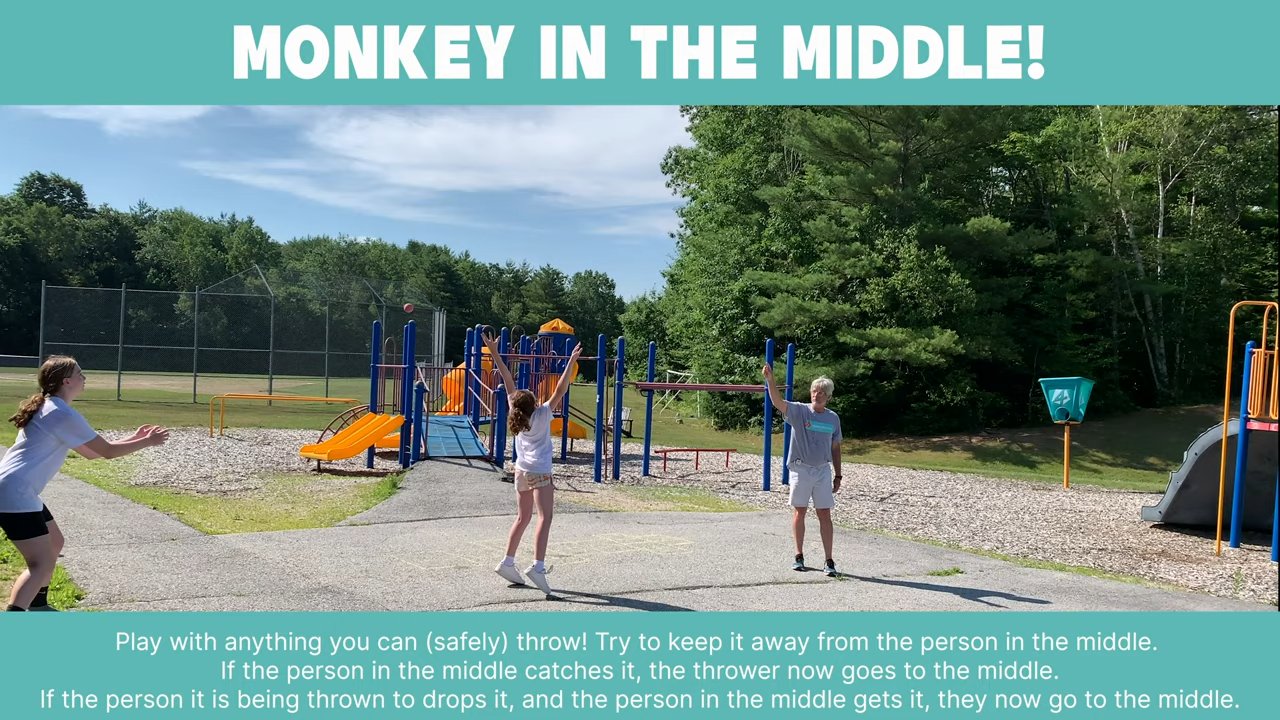 MONKEY IN THE MIDDLE!
4
Play with anything you can (safely) throw! Try to keep it away from the person in the middle.
If the person in the middle catches it, the thrower now goes to the middle.
If the person it is being thrown to drops it, and the person in the middle gets it, they now go to the middle.